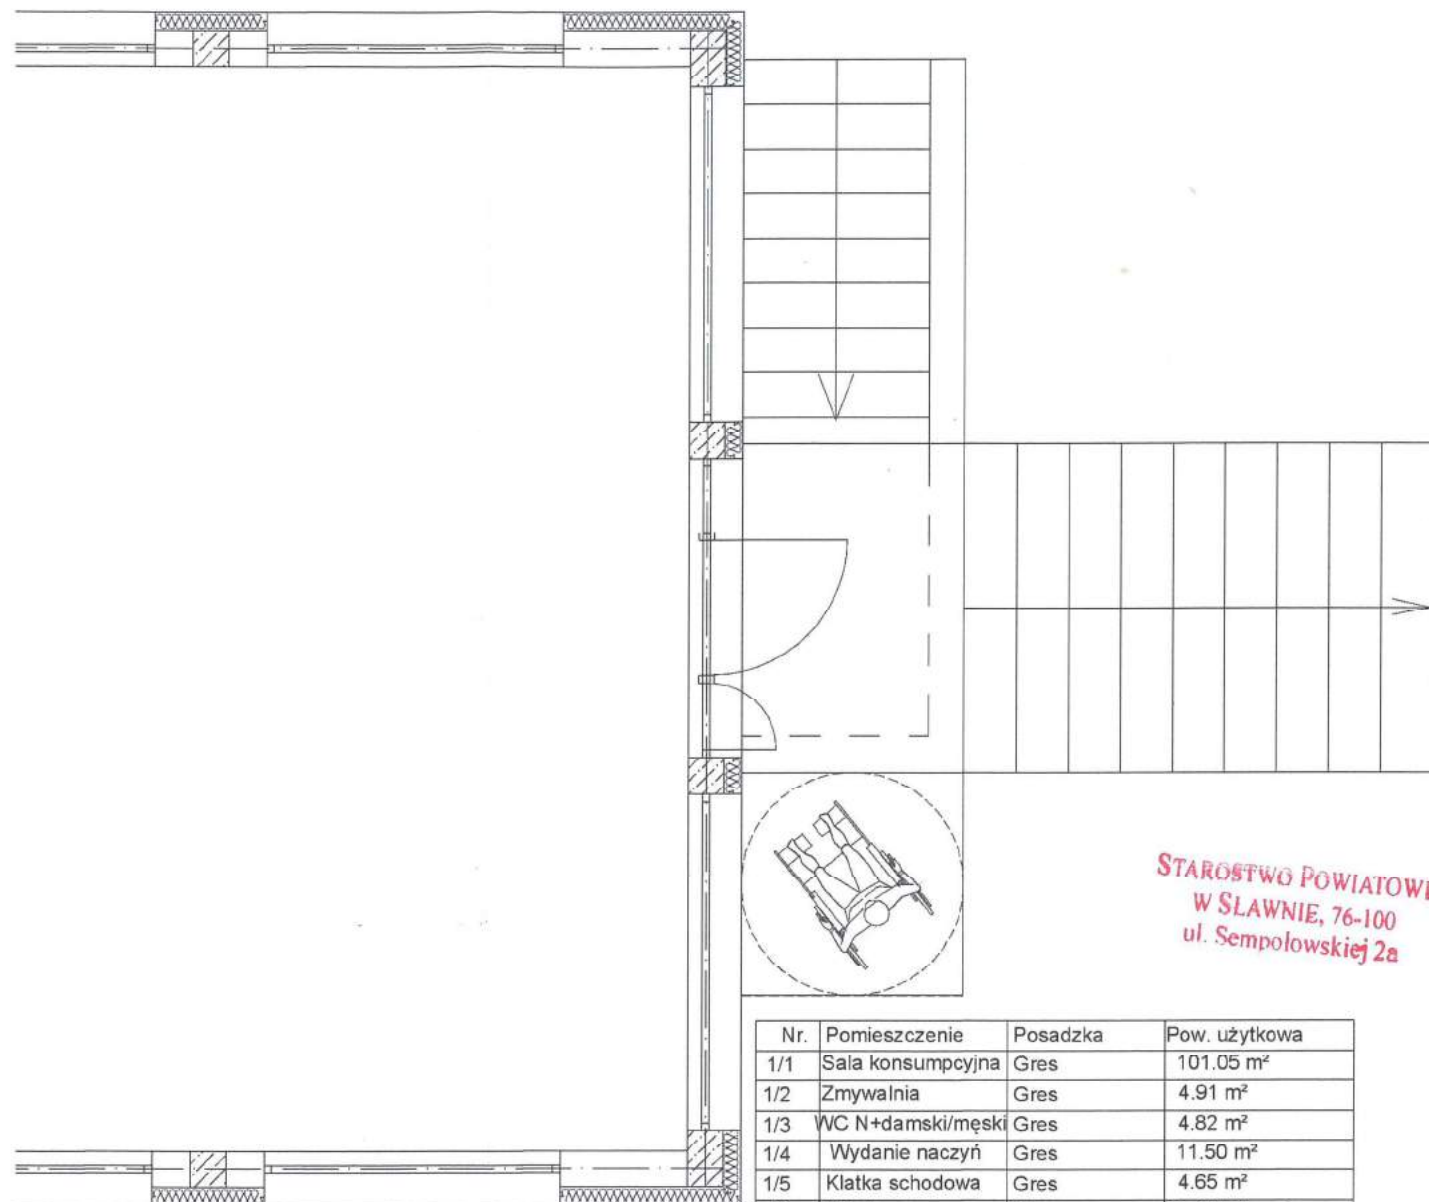 STAROSTWO POWIATOWE
W SŁAWNIE, 76-100
ul. Sempołowskiej 2a
Nr. Pomieszczenie Posadzka Pow. użytkowa
1/1 Sala konsumpcyjna Gres 101.05 m²
1/2 Zmywalnia Gres 4.91 m²
1/3 WC N+damski/męski Gres 4.82 m²
1/4 Wydanie naczyń Gres 11.50 m²
1/5 Klatka schodowa Gres 4.65 m²